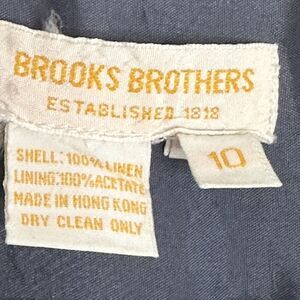 BROOKS BROTHERS
ESTABLISHED 1818
10
SHELL:100%LINEN
LINING:100%ACETATE
MADE IN HONG KONG
DRY CLEAN ONLY